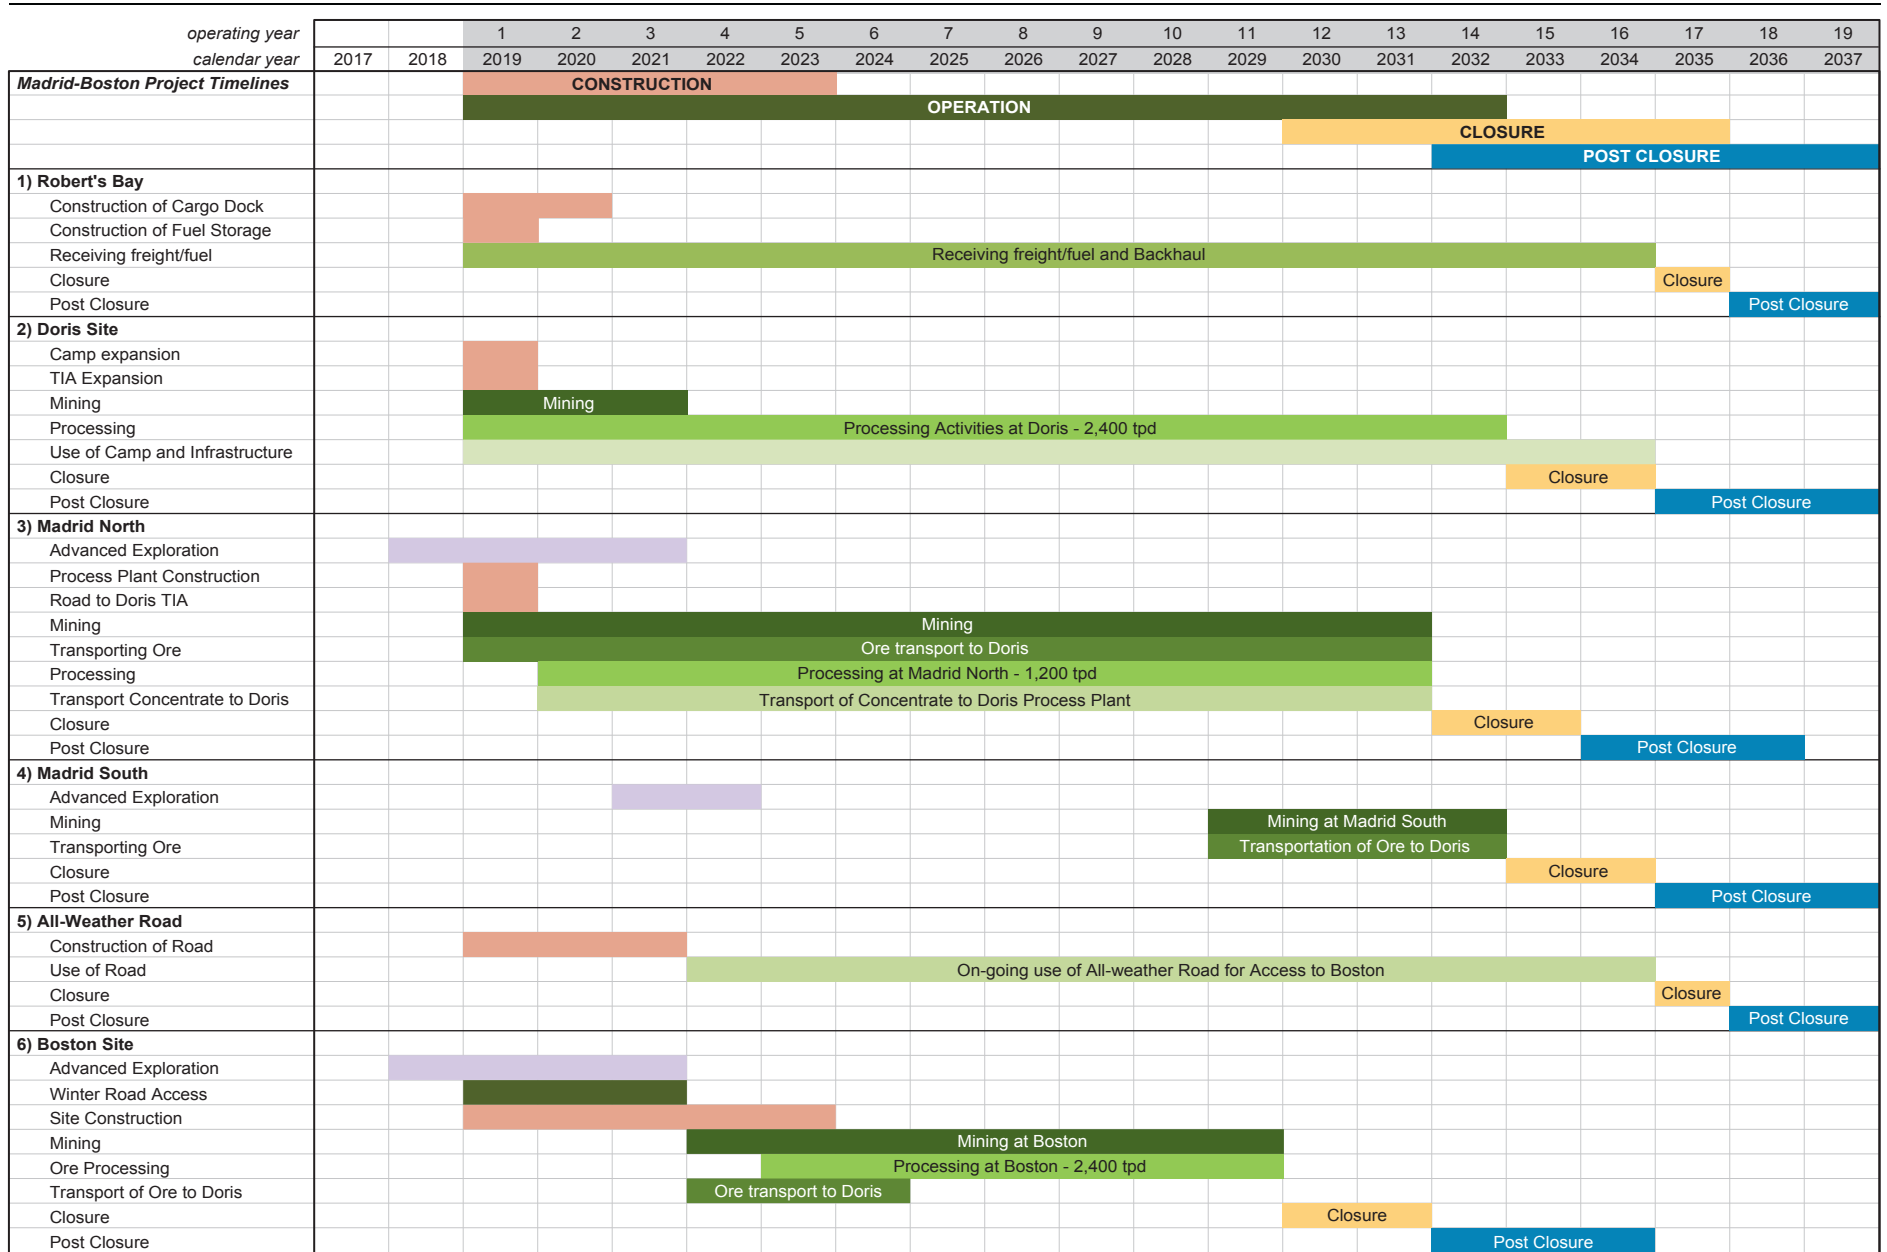 operating year 1 2 3 4 5 6 7 8 9 10 11 12 13 14 15 16 17 18 19
calendar year 2017 2018 2019 2020 2021 2022 2023 2024 2025 2026 2027 2028 2029 2030 2031 2032 2033 2034 2035 2036 2037
Madrid-Boston Project Timelines CONSTRUCTION
OPERATION
CLOSURE
POST CLOSURE
1) Robert's Bay
Construction of Cargo Dock
Construction of Fuel Storage
Receiving freight/fuel Receiving freight/fuel and Backhaul
Closure Closure
Post Closure Post Closure
2) Doris Site
Camp expansion
TIA Expansion
Mining Mining
Processing Processing Activities at Doris - 2,400 tpd
Use of Camp and Infrastructure
Closure Closure
Post Closure Post Closure
3) Madrid North
Advanced Exploration
Process Plant Construction
Road to Doris TIA
Mining Mining
Transporting Ore Ore transport to Doris
Processing Processing at Madrid North - 1,200 tpd
Transport Concentrate to Doris Transport of Concentrate to Doris Process Plant
Closure Closure
Post Closure Post Closure
4) Madrid South
Advanced Exploration
Mining Mining at Madrid South
Transporting Ore Transportation of Ore to Doris
Closure Closure
Post Closure Post Closure
5) All-Weather Road
Construction of Road
Use of Road On-going use of All-weather Road for Access to Boston
Closure Closure
Post Closure Post Closure
6) Boston Site
Advanced Exploration
Winter Road Access
Site Construction
Mining Mining at Boston
Ore Processing Processing at Boston - 2,400 tpd
Transport of Ore to Doris Ore transport to Doris
Closure Closure
Post Closure Post Closure